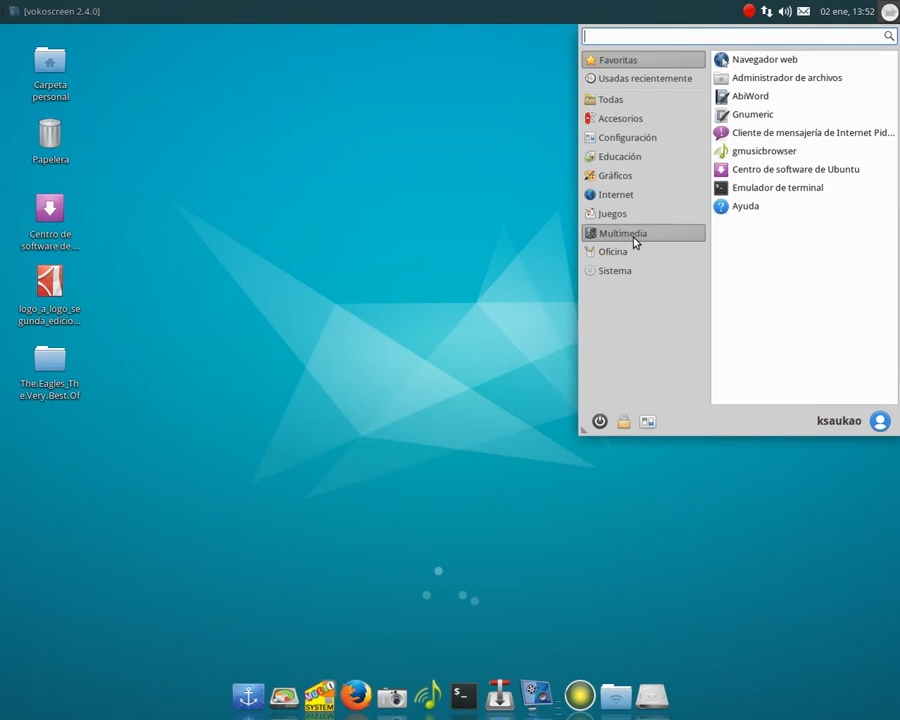 [vokoscreen 2.4.0]
02 ene, 13:52
Carpeta
personal
Papelera
Centro de
software de ...
logo_a_logo_se
gunda_edicio...
The.Eagles_Th
e.Very.Best.Of
Favoritas
Usadas recientemente
Todas
Accesorios
Configuración
Educación
Gráficos
Internet
Juegos
Multimedia
Oficina
Sistema
Navegador web
Administrador de archivos
AbiWord
Gnumeric
Cliente de mensajería de Internet Pid...
gmusicbrowser
Centro de software de Ubuntu
Emulador de terminal
Ayuda
ksaukao
MULTI
SYSTEM
$_